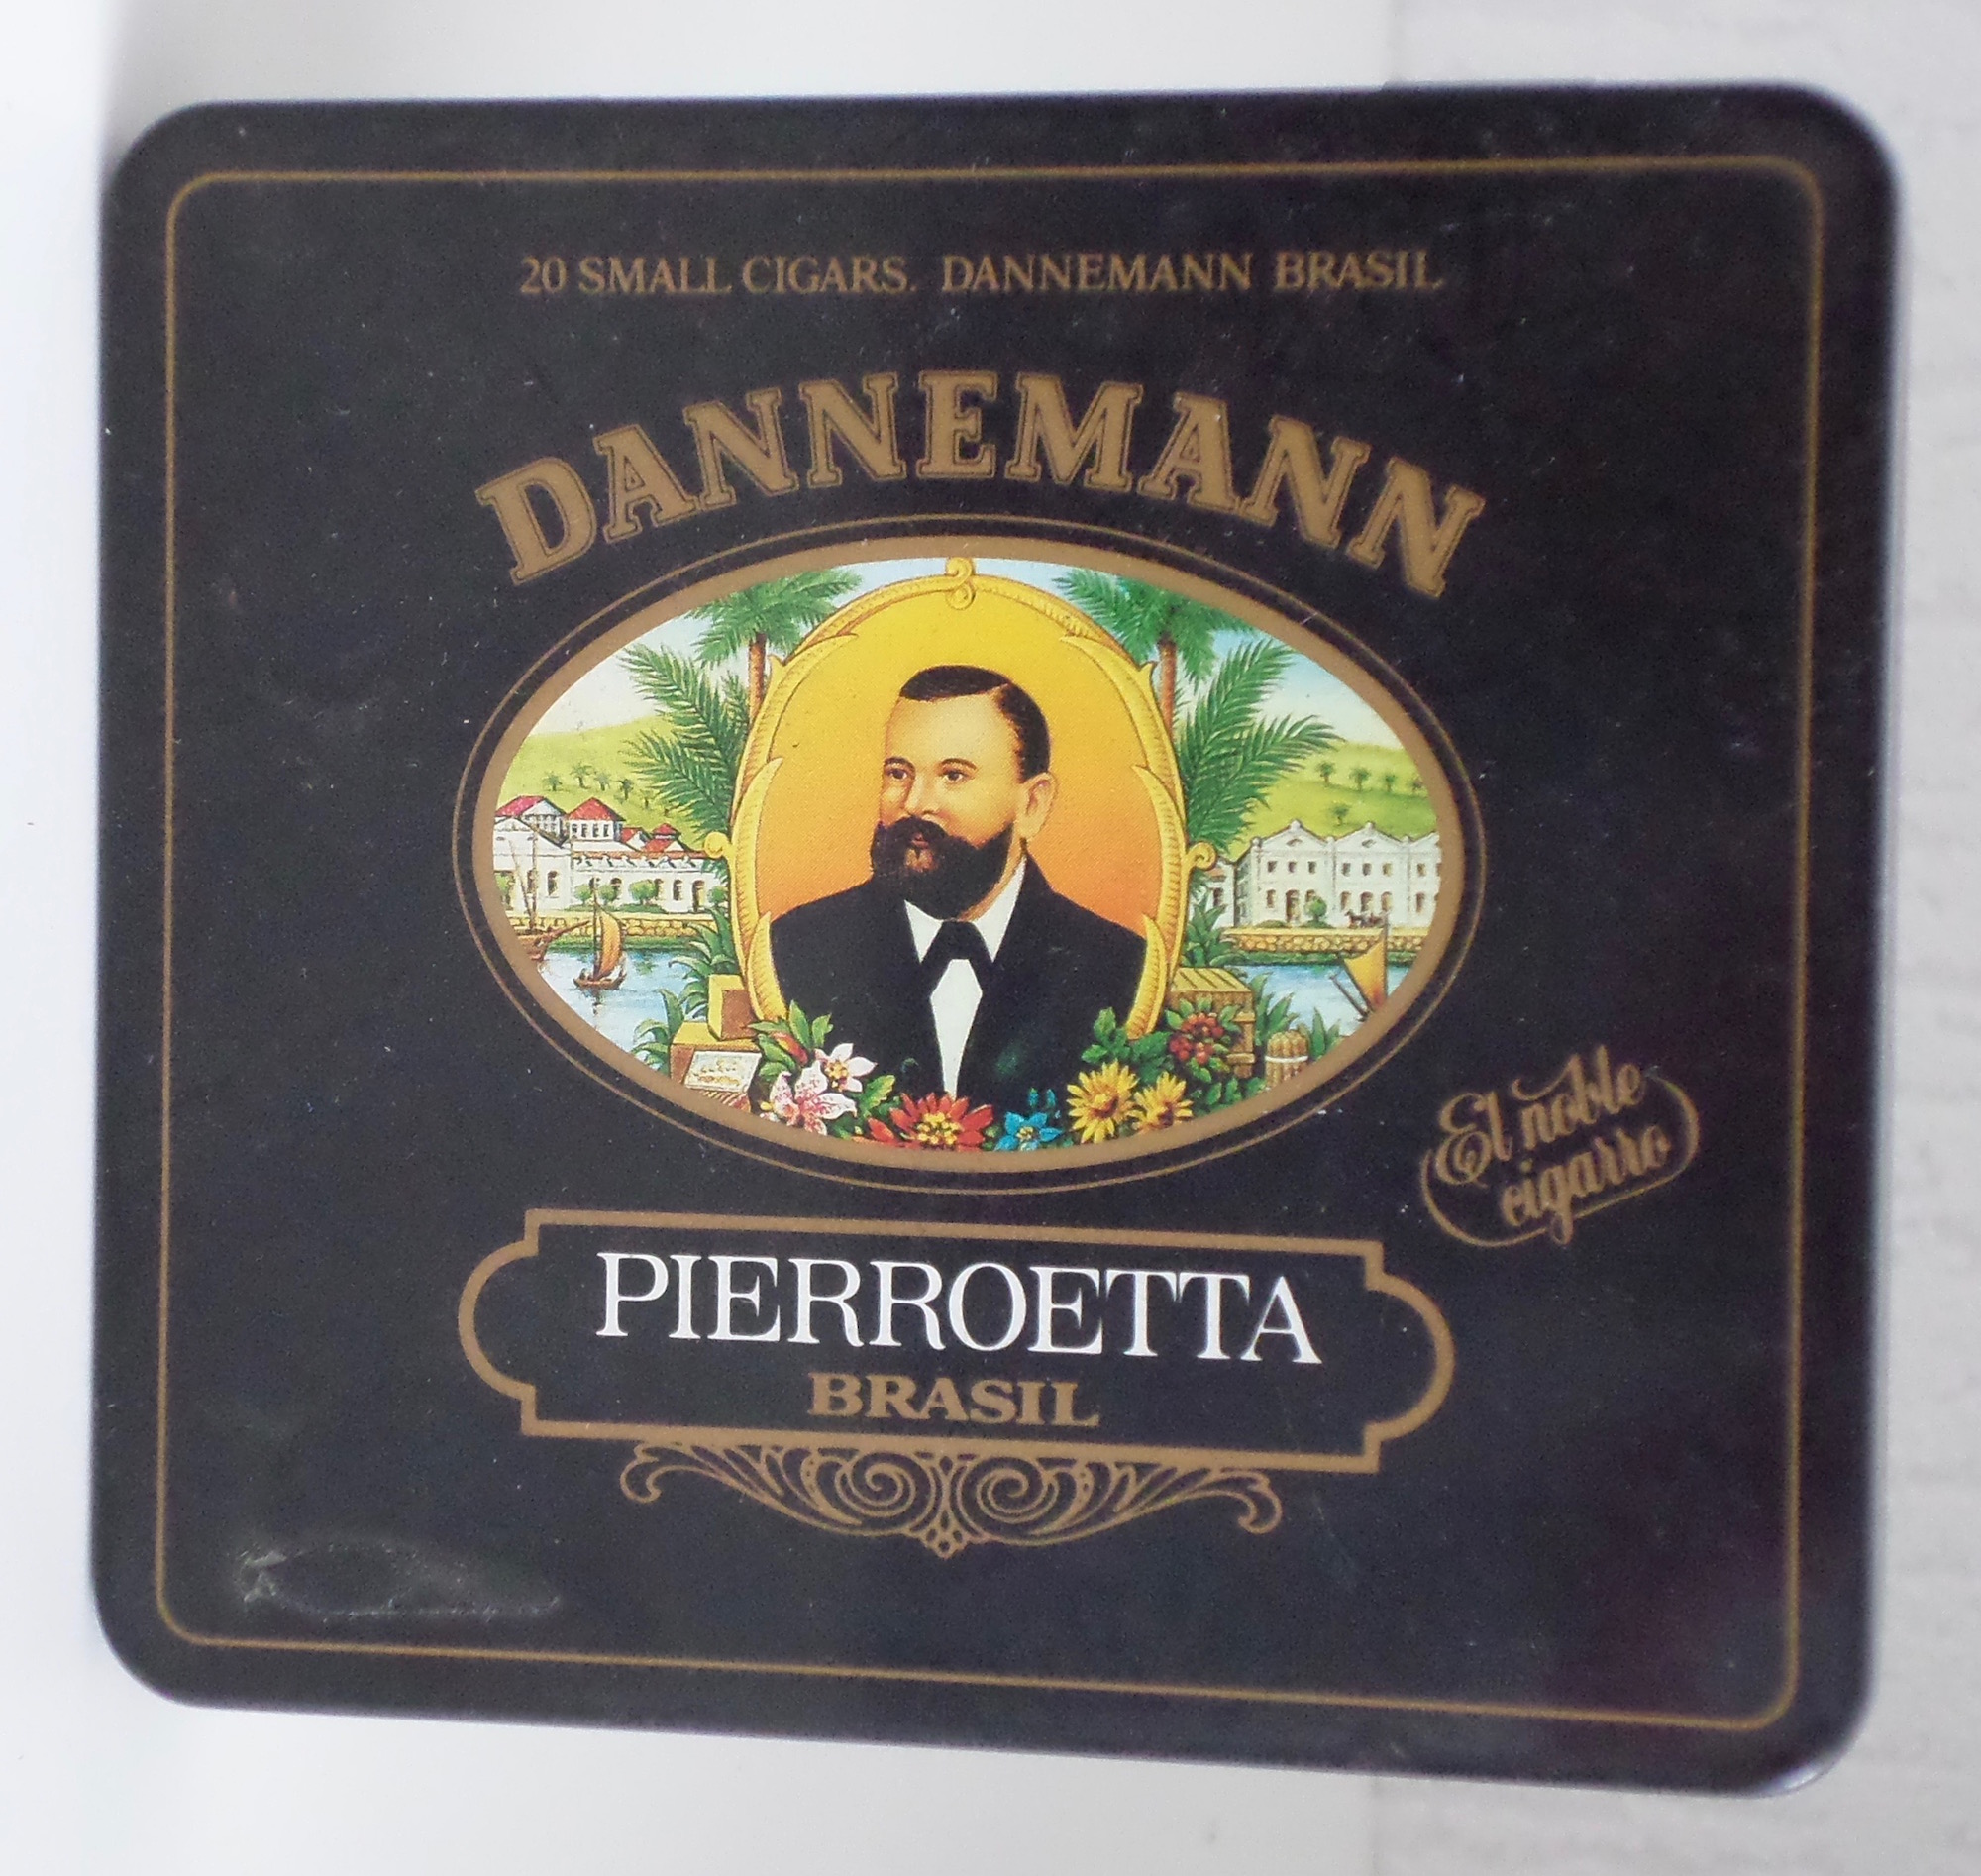 20 SMALL CIGARS. DANNEMANN BRASIL
DANNEMANN
El noble
cigarro
PIERROETTA
BRASIL